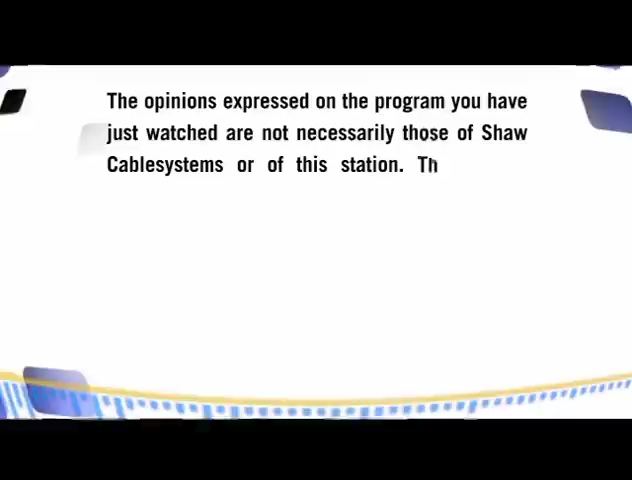 The opinions expressed on the program you have
just watched are not necessarily those of Shaw
Cablesystems or of this station. Th